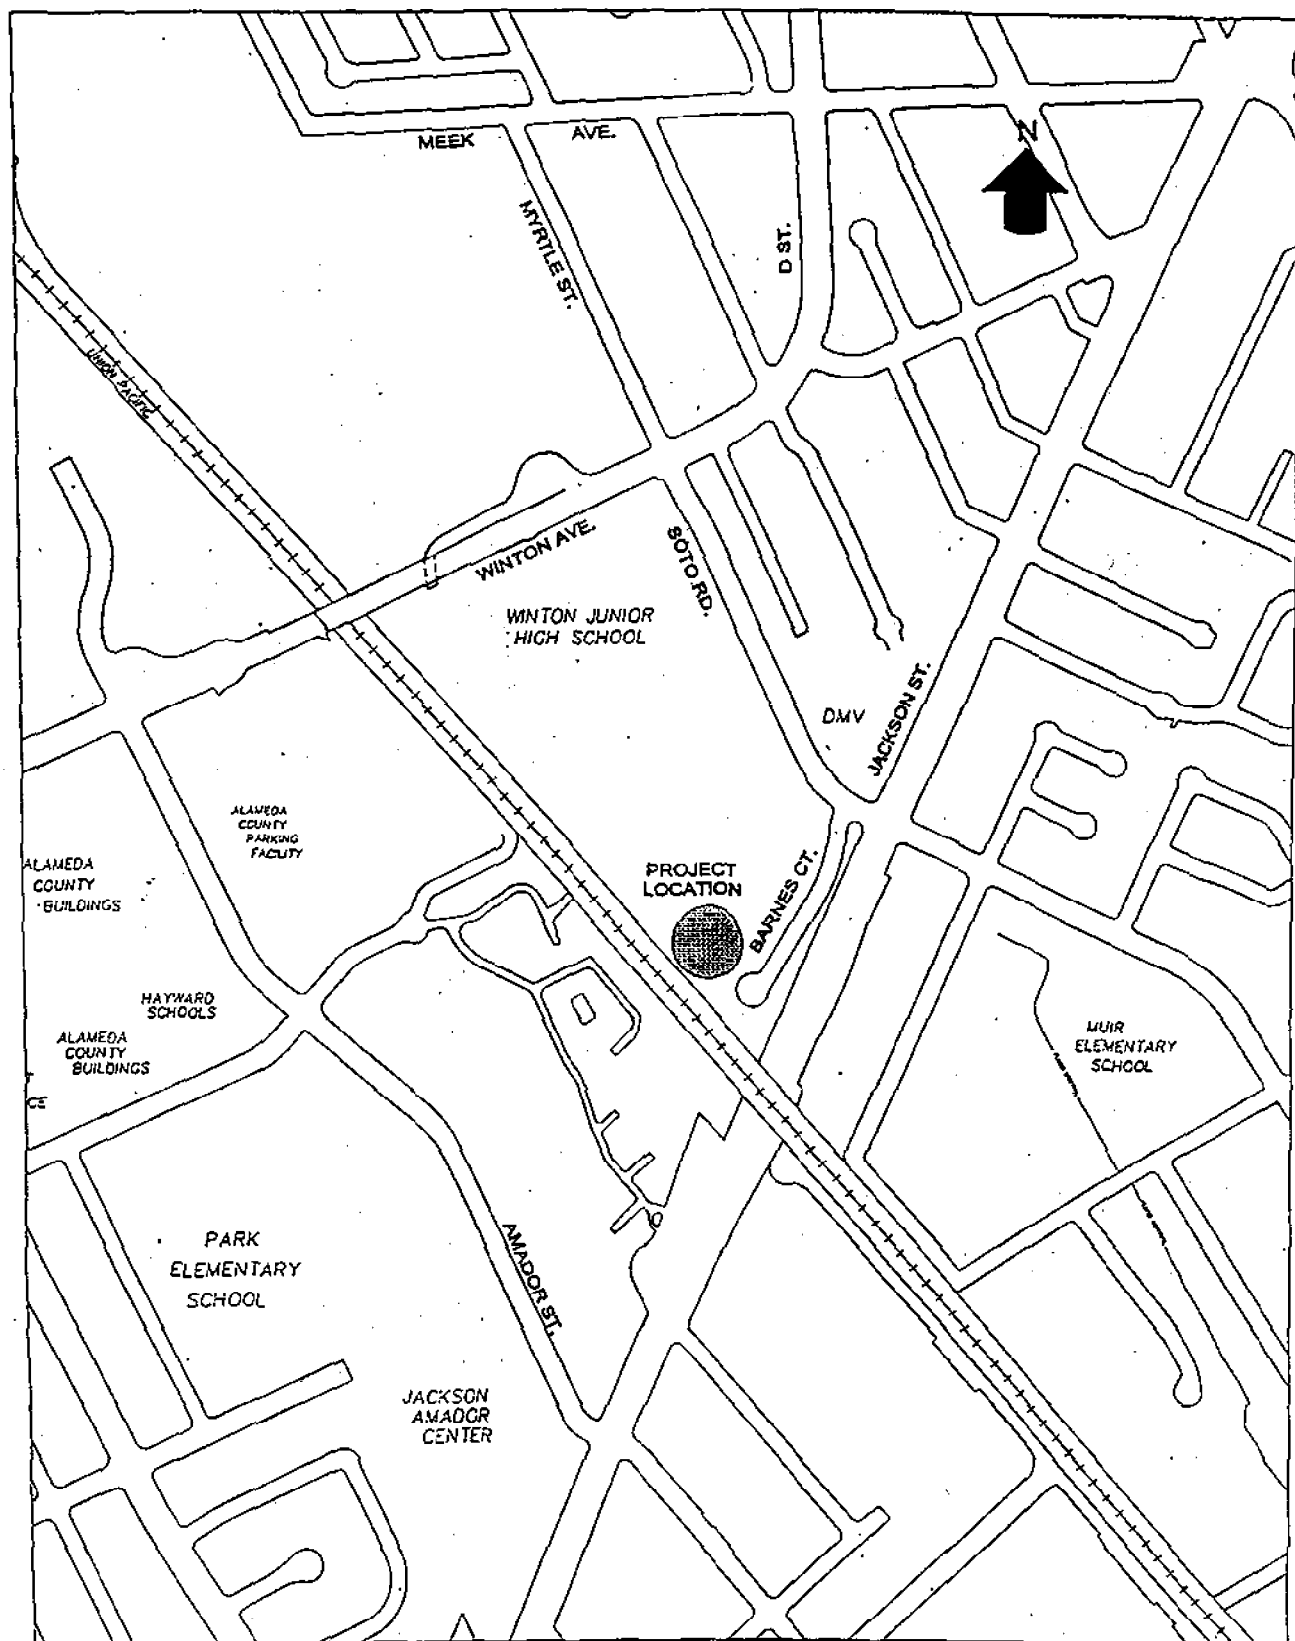 MEEK AVE.
N
MYRTLE ST.
D ST.
UNION PACIFIC
WINTON AVE.
SOTO RD.
WINTON JUNIOR
HIGH SCHOOL
DMV
JACKSON ST.
ALAMEDA
COUNTY
PARKING
FACILITY
ALAMEDA
COUNTY
BUILDINGS
PROJECT
LOCATION
BARNES CT.
HAYWARD
SCHOOLS
ALAMEDA
COUNTY
BUILDINGS
MUIR
ELEMENTARY
SCHOOL
CE
PARK
ELEMENTARY
SCHOOL
AMADOR ST.
JACKSON
AMADOR
CENTER